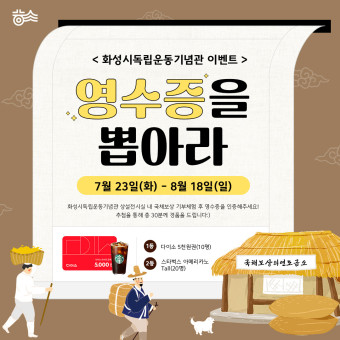 < 화성시독립운동기념관 이벤트 >
영수증을
뽑아라
7월 23일(화) - 8월 18일(일)
화성시독립운동기념관 상설전시실 내 국채보상 기부체험 후 영수증을 인증해주세요!
추첨을 통해 총 30분께 경품을 드립니다:)
1등 다이소 5천원권(10명)
2등 스타벅스 아메리카노
Tall(20명)
다이소
5,000
국채보상의연모금소